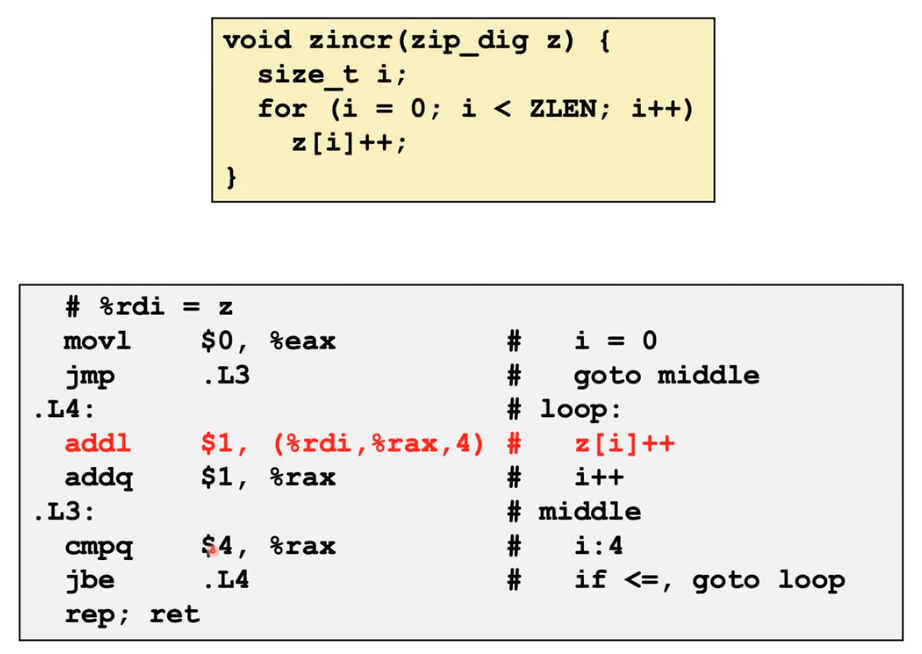 void zincr(zip_dig z) {
  size_t i;
  for (i = 0; i < ZLEN; i++)
    z[i]++;
}
  # %rdi = z
  movl    $0, %eax          #   i = 0
  jmp     .L3               #   goto middle
.L4:                        # loop:
  addl    $1, (%rdi,%rax,4) #   z[i]++
  addq    $1, %rax          #   i++
.L3:                        # middle
  cmpq    $4, %rax          #   i:4
  jbe     .L4               #   if <=, goto loop
  rep; ret